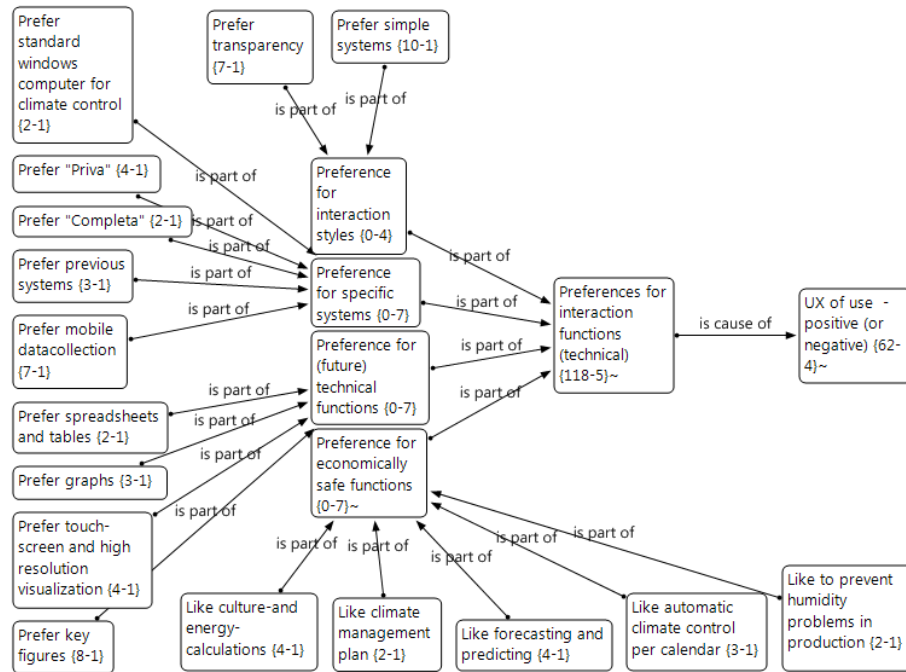 Prefer
standard
windows
computer for
climate control
{2-1}
Prefer
transparency
{7-1}
Prefer simple
systems {10-1}
is part of
is part of
Prefer "Priva" {4-1}
is part of
Preference
for
interaction
styles {0-4}
Prefer "Completa" {2-1}
is part of
is part of
Prefer previous
systems {3-1}
is part of
Preference
for specific
systems {0-7}
is part of
Preferences for
interaction
functions
(technical)
{118-5}~
is cause of
UX of use -
positive (or
negative) {62-
4}~
Prefer mobile
datacollection
{7-1}
is part of
Preference for
(future)
technical
functions {0-7}
is part of
Prefer spreadsheets
and tables {2-1}
is part of
is part of
Prefer graphs {3-1}
is part of
Preference for
economically
safe functions
{0-7}~
is part of
Prefer touch-
screen and high
resolution
visualization {4-1}
is part of
Prefer key
figures {8-1}
is part of
is part of
is part of
is part of
is part of
Like culture-and
energy-
calculations {4-1}
Like climate
management
plan {2-1}
Like forecasting and
predicting {4-1}
Like automatic
climate control
per calendar {3-1}
Like to prevent
humidity
problems in
production {2-1}